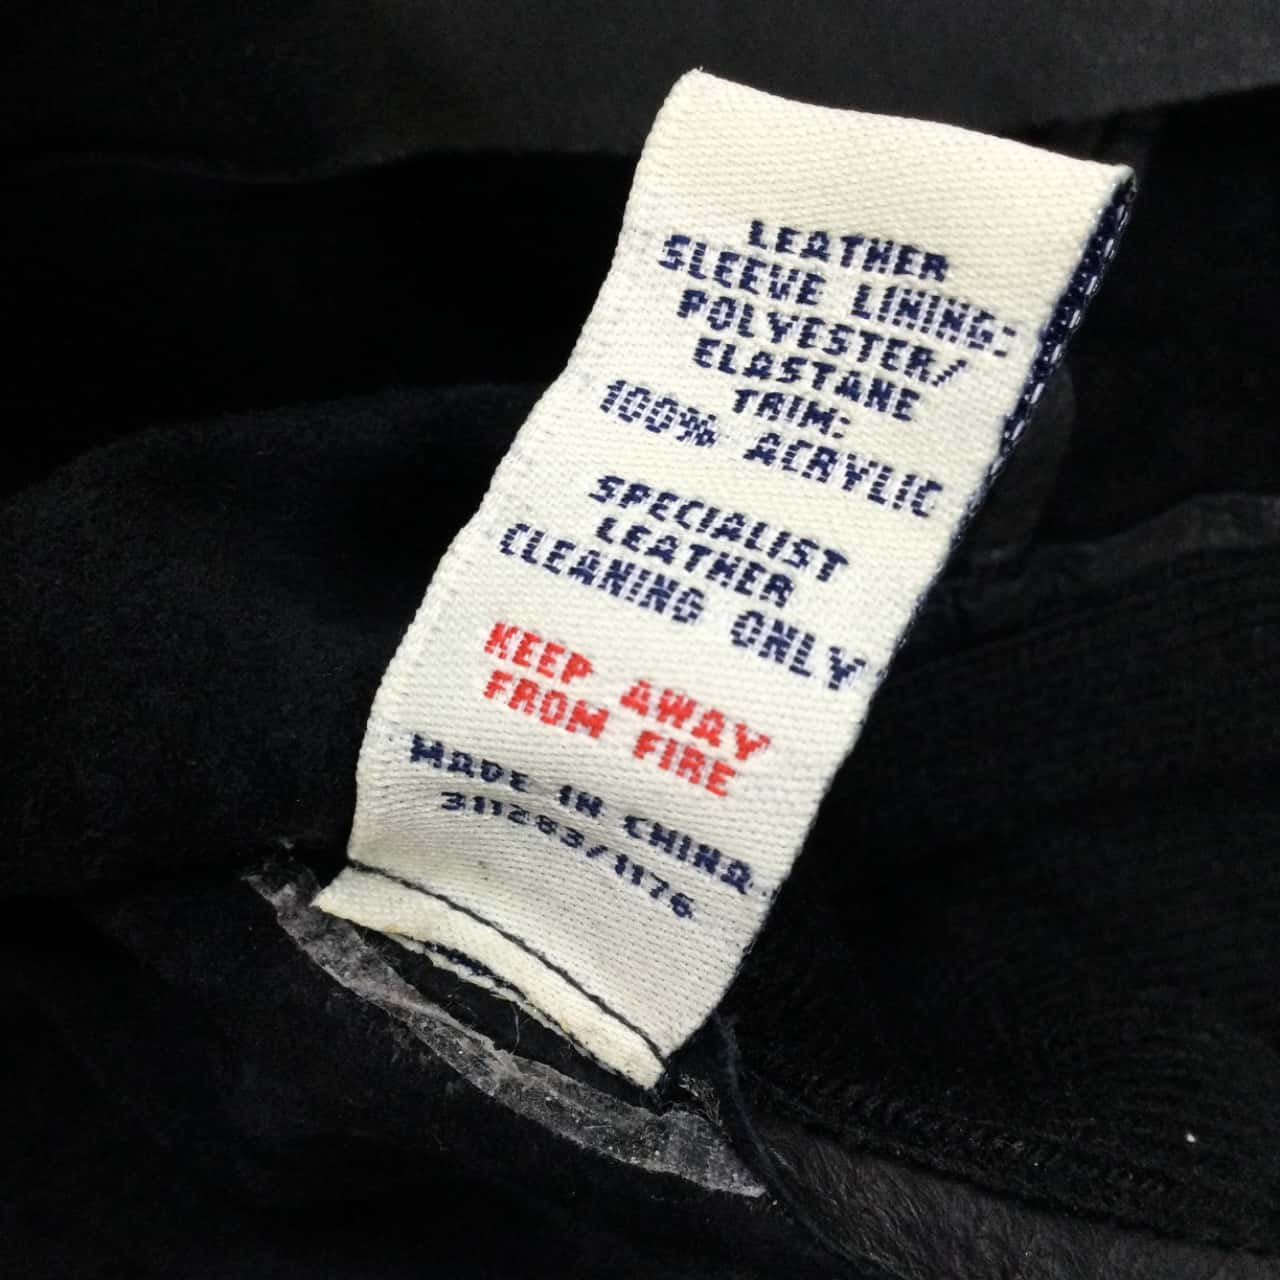 LEATHER
SLEEVE LINING:
POLYESTER/
ELASTANE
TRIM:
100% ACRYLIC
SPECIALIST
LEATHER
CLEANING ONLY
KEEP AWAY
FROM FIRE
MADE IN CHINA
311283/1176